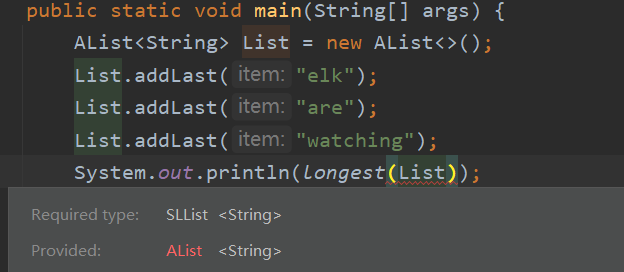 public static void main(String[] args) {
AList<String> List = new AList<>();
List.addLast( item: "elk");
List.addLast( item: "are");
List.addLast( item: "watching");
System.out.println(longest(List));
Required type: SLList <String>
Provided: AList <String>